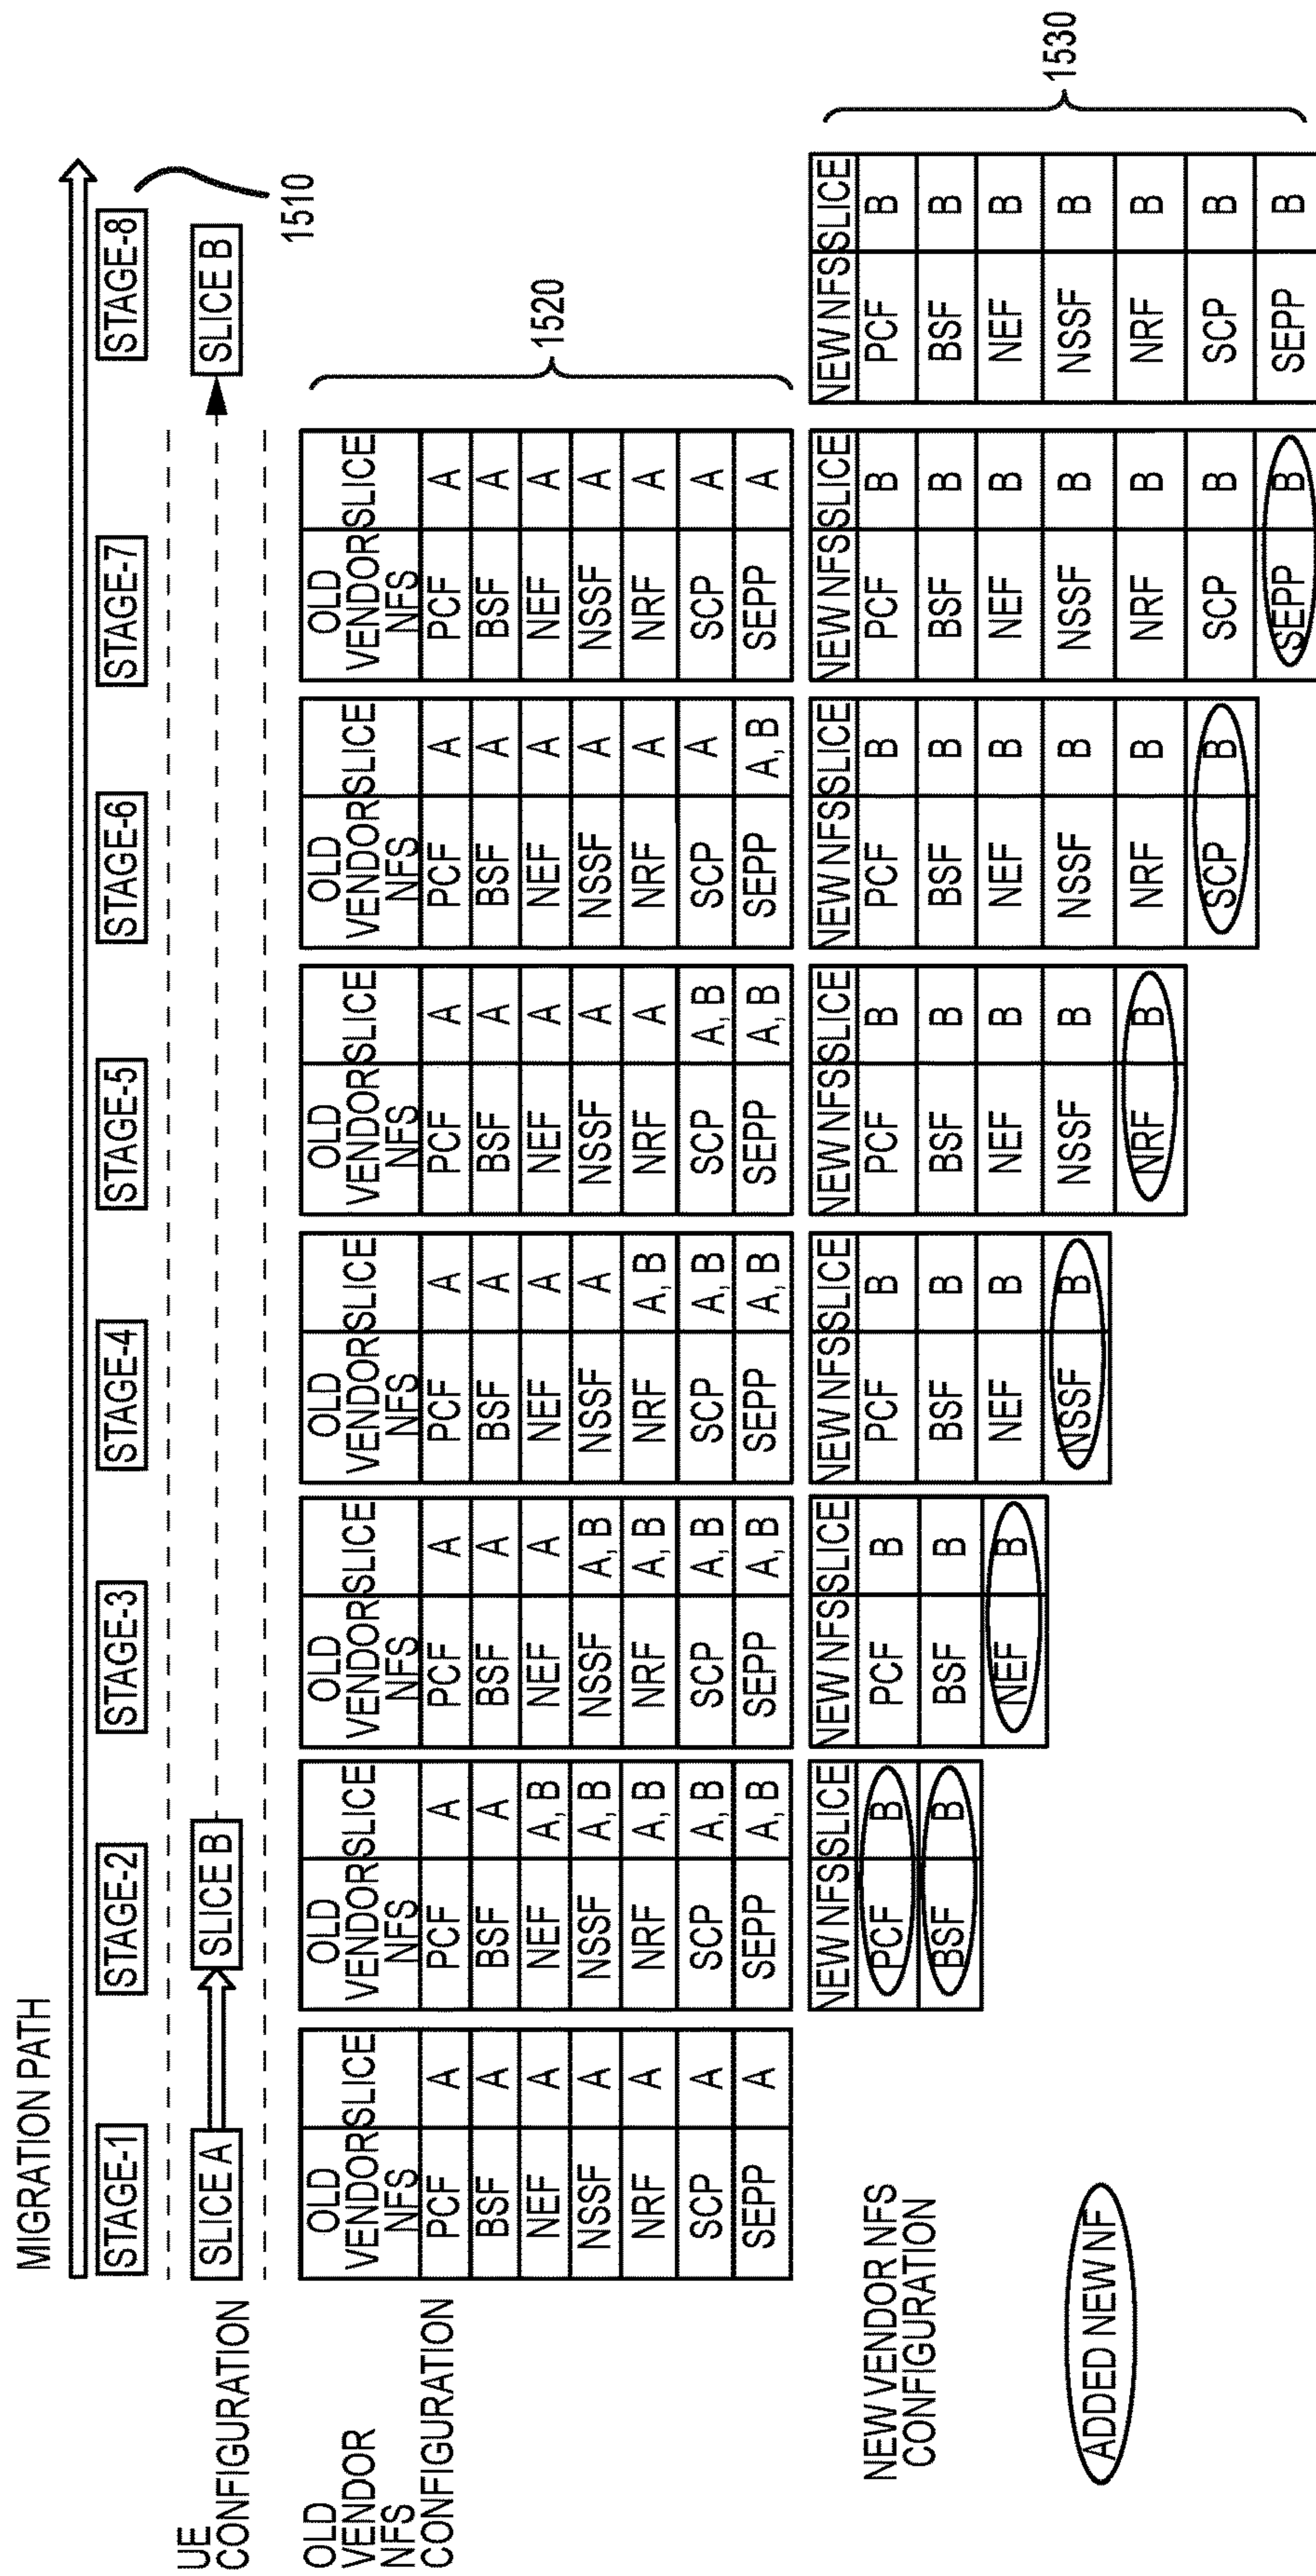 MIGRATION PATH
STAGE-1 STAGE-2 STAGE-3 STAGE-4 STAGE-5 STAGE-6 STAGE-7 STAGE-8
UE
CONFIGURATION
SLICE A SLICE B SLICE B
1510
OLD
VENDOR
NFS
CONFIGURATION
OLD
VENDOR
NFS SLICE
PCF A
BSF A
NEF A
NSSF A
NRF A
SCP A
SEPP A
OLD
VENDOR
NFS SLICE
PCF A
BSF A
NEF A, B
NSSF A, B
NRF A, B
SCP A, B
SEPP A, B
OLD
VENDOR
NFS SLICE
PCF A
BSF A
NEF A
NSSF A, B
NRF A, B
SCP A, B
SEPP A, B
OLD
VENDOR
NFS SLICE
PCF A
BSF A
NEF A
NSSF A
NRF A, B
SCP A, B
SEPP A, B
OLD
VENDOR
NFS SLICE
PCF A
BSF A
NEF A
NSSF A
NRF A
SCP A, B
SEPP A, B
OLD
VENDOR
NFS SLICE
PCF A
BSF A
NEF A
NSSF A
NRF A
SCP A
SEPP A, B
OLD
VENDOR
NFS SLICE
PCF A
BSF A
NEF A
NSSF A
NRF A
SCP A
SEPP A
1520
NEW VENDOR NFS
CONFIGURATION
NEW NFS SLICE
PCF B
BSF B
NEW NFS SLICE
PCF B
BSF B
NEF B
NEW NFS SLICE
PCF B
BSF B
NEF B
NSSF B
NEW NFS SLICE
PCF B
BSF B
NEF B
NSSF B
NRF B
NEW NFS SLICE
PCF B
BSF B
NEF B
NSSF B
NRF B
SCP B
NEW NFS SLICE
PCF B
BSF B
NEF B
NSSF B
NRF B
SCP B
SEPP B
NEW NFS SLICE
PCF B
BSF B
NEF B
NSSF B
NRF B
SCP B
SEPP B
1530
ADDED NEW NF